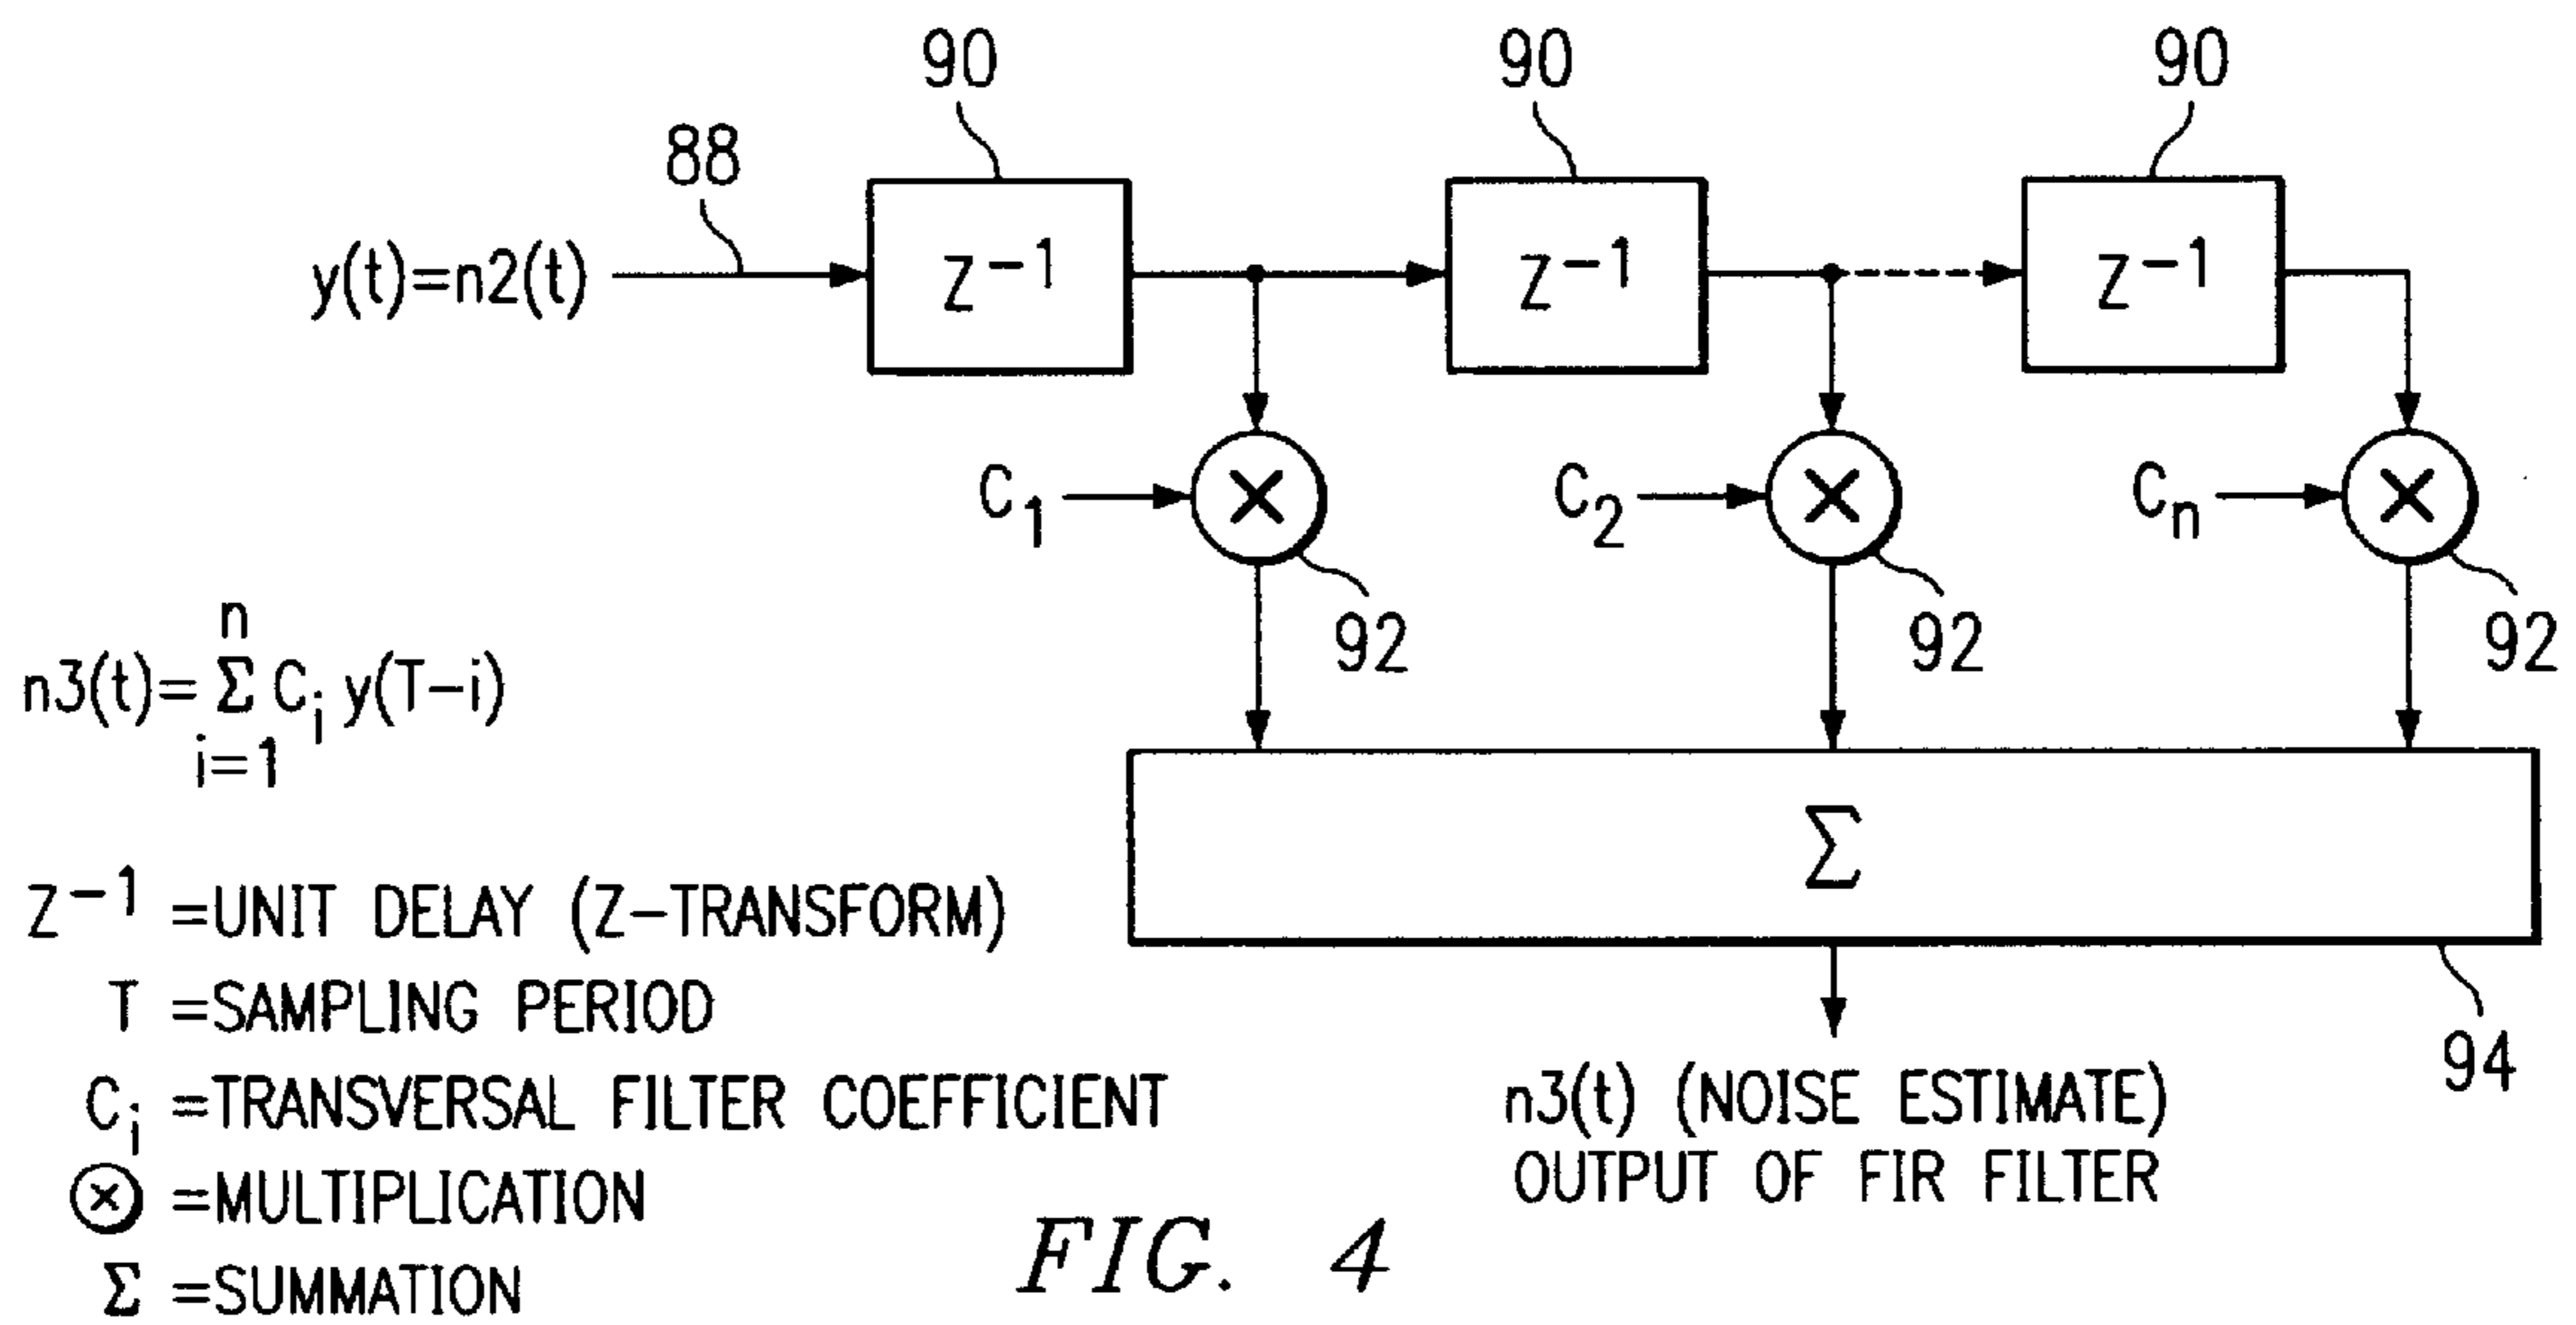 90 90 90
88
y(t)=n2(t) Z⁻¹ Z⁻¹ Z⁻¹
C₁ × C₂ × Cₙ ×
92 92 92
n
n3(t)= Σ Cᵢ y(T−i)
i=1
Σ
94
Z⁻¹ =UNIT DELAY (Z−TRANSFORM)
T =SAMPLING PERIOD
Cᵢ =TRANSVERSAL FILTER COEFFICIENT
⊗ =MULTIPLICATION
Σ =SUMMATION
n3(t) (NOISE ESTIMATE)
OUTPUT OF FIR FILTER
FIG. 4